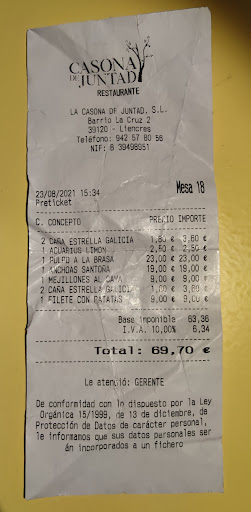 CASONA
DE JUNTAD
RESTAURANTE
LA CASONA DE JUNTAD, S.L.
Barrio La Cruz 2
39120 - Liencres
Teléfono: 942 57 80 56
NIF: B 39498051
23/08/2021 15:34 Mesa 18
Preticket
C. CONCEPTO PRECIO IMPORTE
2 CAÑA ESTRELLA GALICIA 1,80 € 3,60 €
1 AQUARIUS LIMON 2,50 € 2,50 €
1 PULPO A LA BRASA 23,00 € 23,00 €
1 ANCHOAS SANTOÑA 19,00 € 19,00 €
1 MEJILLONES AL CAVA 9,00 € 9,00 €
2 CAÑA ESTRELLA GALICIA 1,80 € 3,60 €
1 FILETE CON PATATAS 9,00 € 9,00 €
Base imponible 63,36
I.V.A. 10,00% 6,34
Total: 69,70 €
Le atendió: GERENTE
De conformidad con lo dispuesto por la Ley
Orgánica 15/1999, de 13 de diciembre, de
Protección de Datos de carácter personal,
le informamos que sus datos personales ser
án incorporados a un fichero